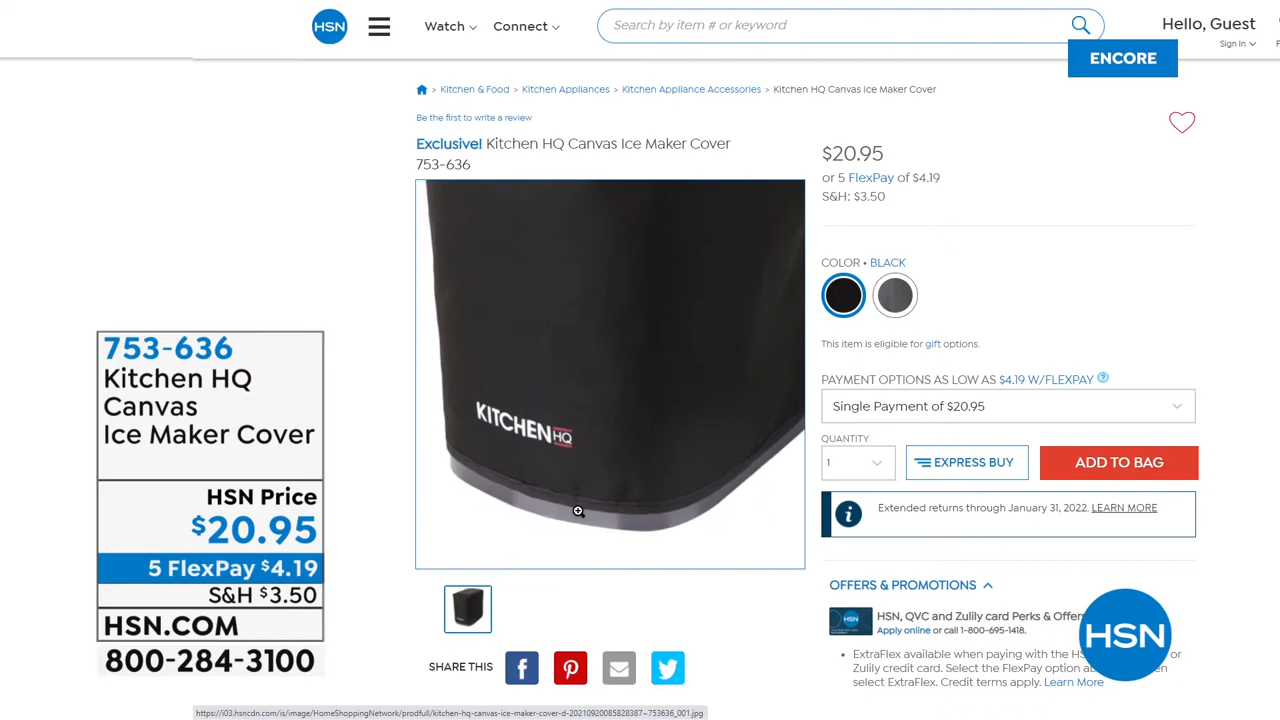 HSN
Watch
Connect
Search by item # or keyword
Hello, Guest
Sign In
ENCORE
> Kitchen & Food > Kitchen Appliances > Kitchen Appliance Accessories > Kitchen HQ Canvas Ice Maker Cover
Be the first to write a review
Exclusive! Kitchen HQ Canvas Ice Maker Cover
753-636
KITCHEN HQ
SHARE THIS
$20.95
or 5 FlexPay of $4.19
S&H: $3.50
COLOR • BLACK
This item is eligible for gift options.
PAYMENT OPTIONS AS LOW AS $4.19 W/FLEXPAY ?
Single Payment of $20.95
QUANTITY
1
EXPRESS BUY
ADD TO BAG
Extended returns through January 31, 2022. LEARN MORE
OFFERS & PROMOTIONS
HSN, QVC and Zulily card Perks & Offers
Apply online or call 1-800-695-1418.
• ExtraFlex available when paying with the HS
or
Zulily credit card. Select the FlexPay option
select ExtraFlex. Credit terms apply. Learn More
HSN
753-636
Kitchen HQ
Canvas
Ice Maker Cover
HSN Price
$20.95
5 FlexPay $4.19
S&H $3.50
HSN.COM
800-284-3100
https://i03.hsncdn.com/is/image/HomeShoppingNetwork/prodfull/kitchen-hq-canvas-ice-maker-cover-d-20210920085828387~753636_001.jpg